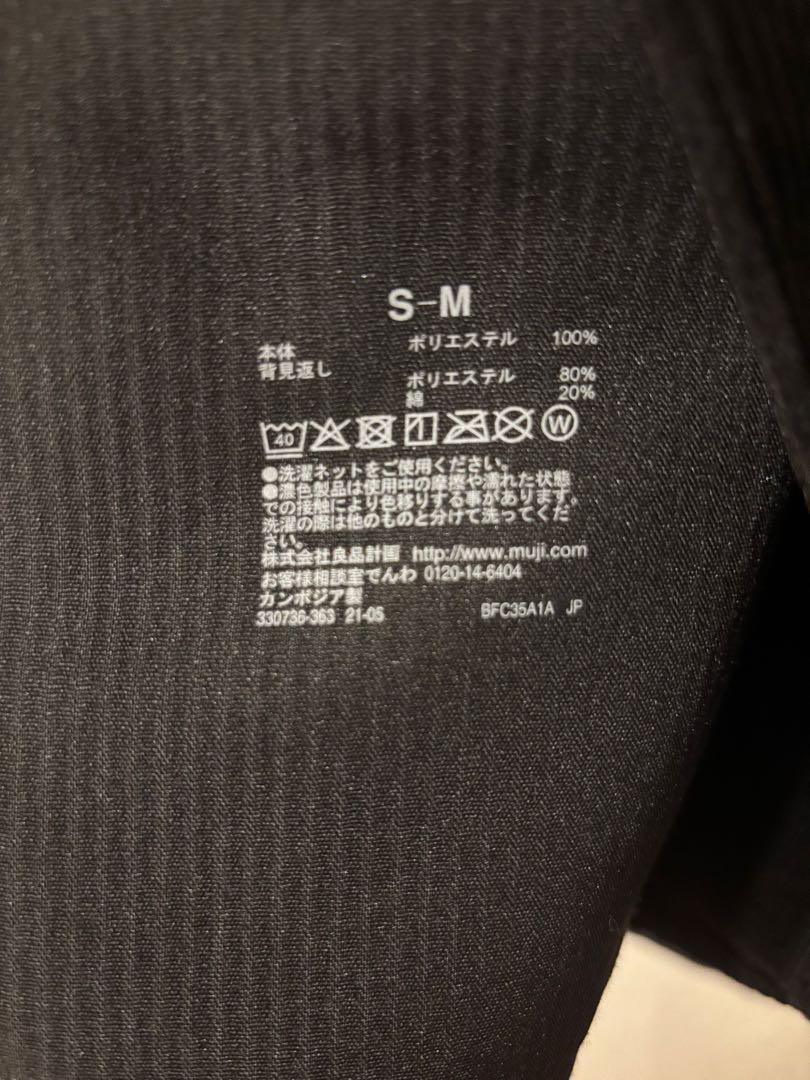 S-M
本体 ポリエステル 100%
背見返し ポリエステル 80%
綿 20%
40 W
●洗濯ネットをご使用ください。
●濃色製品は使用中の摩擦や濡れた状態
での接触により色移りする事があります。
洗濯の際は他のものと分けて洗ってくだ
さい。
株式会社良品計画 http://www.muji.com
お客様相談室でんわ 0120-14-6404
カンボジア製
330736-363 21-05 BFC35A1A JP